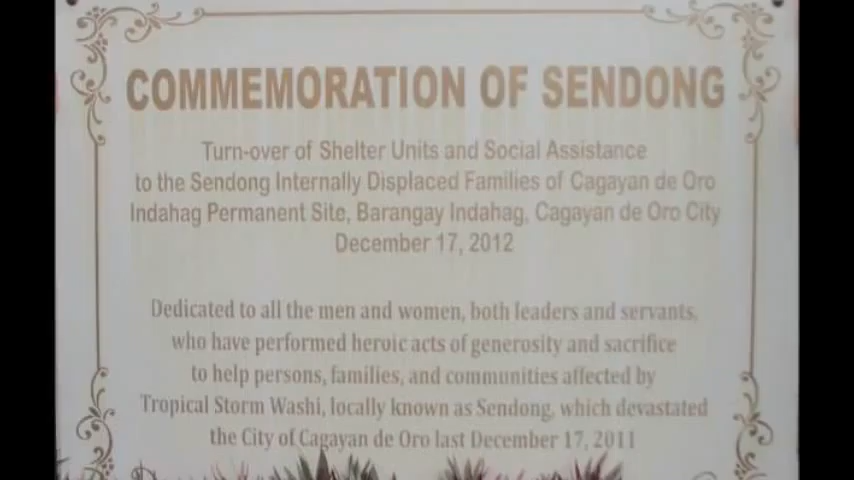 COMMEMORATION OF SENDONG
Turn-over of Shelter Units and Social Assistance
to the Sendong Internally Displaced Families of Cagayan de Oro
Indahag Permanent Site, Barangay Indahag, Cagayan de Oro City
December 17, 2012
Dedicated to all the men and women, both leaders and servants,
who have performed heroic acts of generosity and sacrifice
to help persons, families, and communities affected by
Tropical Storm Washi, locally known as Sendong, which devastated
the City of Cagayan de Oro last December 17, 2011